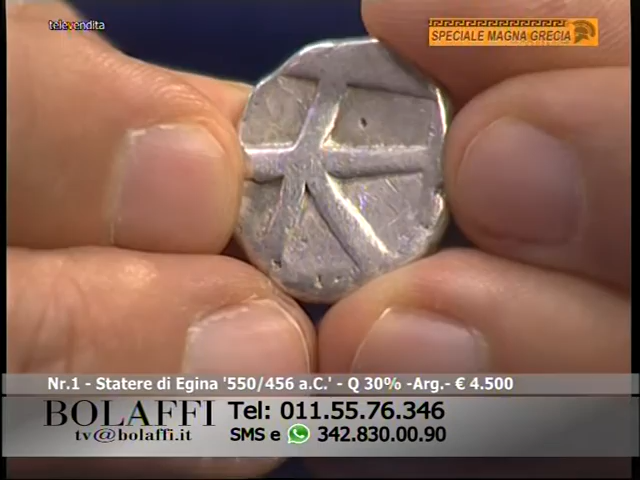 televendita
SPECIALE MAGNA GRECIA
Nr.1 - Statere di Egina '550/456 a.C.' - Q 30% -Arg.- € 4.500
BOLAFFI
tv@bolaffi.it
Tel: 011.55.76.346
SMS e 342.830.00.90